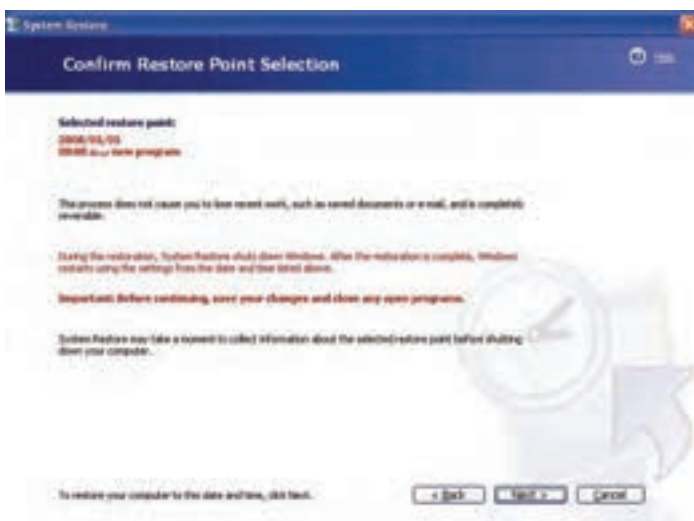 System Restore
Confirm Restore Point Selection
Selected restore point:
new program
The process does not cause you to lose recent work, such as saved documents or e-mail, and is completely
reversible.
During the restoration, System Restore shuts down Windows. After the restoration is complete, Windows
restarts using the settings from the date and time listed above.
Important: Before continuing, save your changes and close any open programs.
System Restore may take a moment to collect information about the selected restore point before shutting
down your computer.
To restore your computer to this date and time, click Next.
< Back
Next >
Cancel